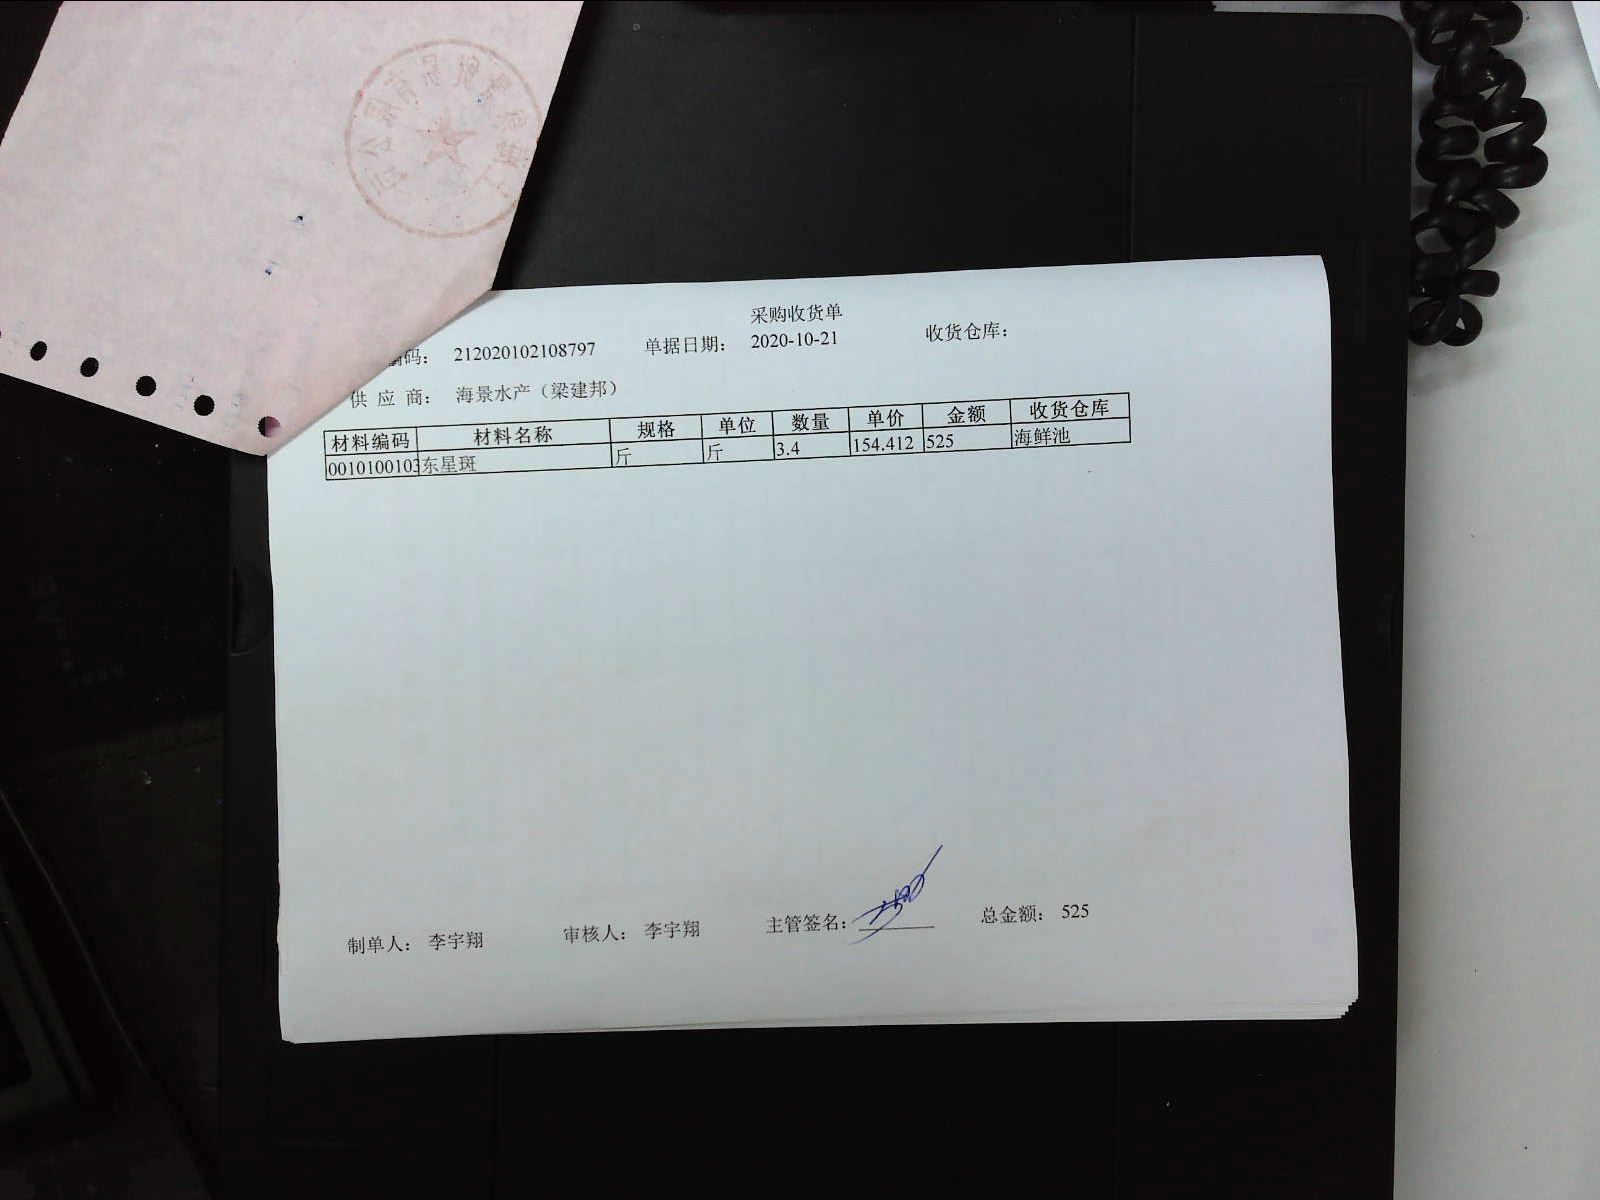 采购收货单
编码： 212020102108797 单据日期： 2020-10-21 收货仓库：
供 应 商： 海景水产（梁建邦）
材料编码 材料名称 规格 单位 数量 单价 金额 收货仓库
0010100103 东星斑 斤 斤 3.4 154.412 525 海鲜池
制单人： 李宇翔 审核人： 李宇翔 主管签名： 总金额： 525